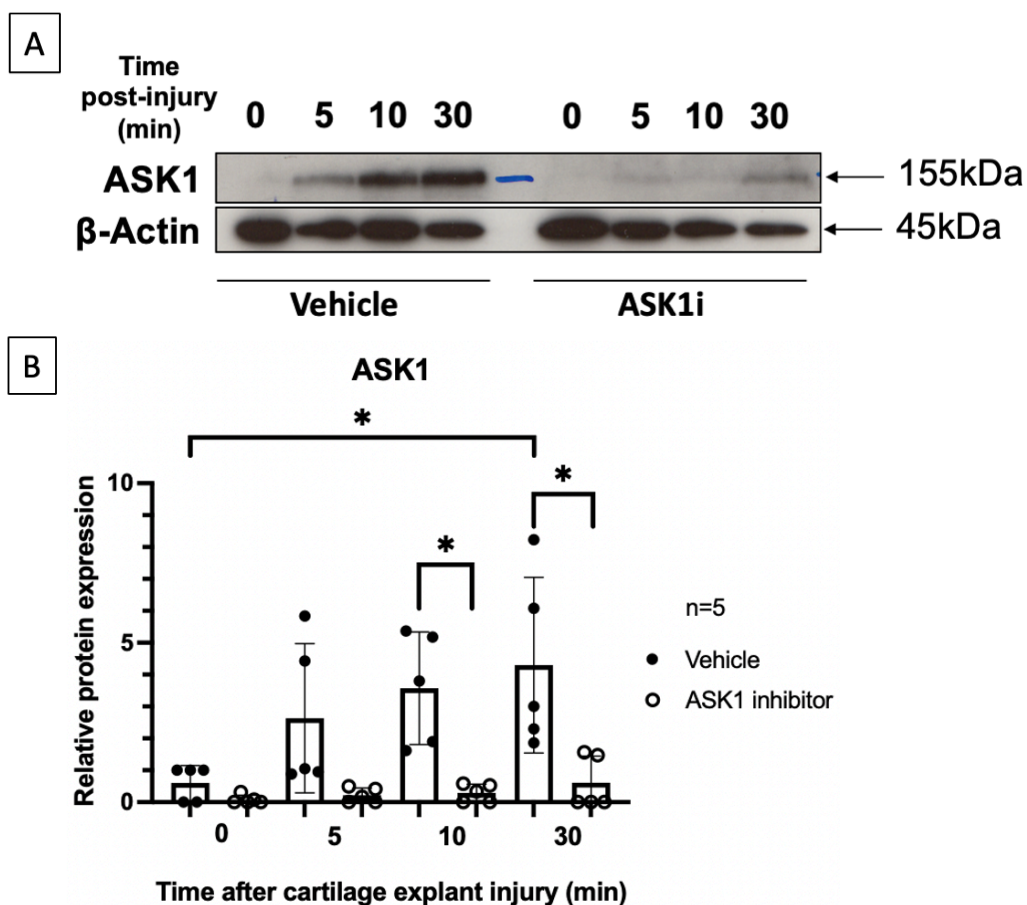 A
Time
post-injury
(min)
0 5 10 30 0 5 10 30
ASK1 155kDa
β-Actin 45kDa
Vehicle ASK1i
B
ASK1
*
*
*
Relative protein expression
10
5
0
0 5 10 30
Time after cartilage explant injury (min)
n=5
Vehicle
ASK1 inhibitor